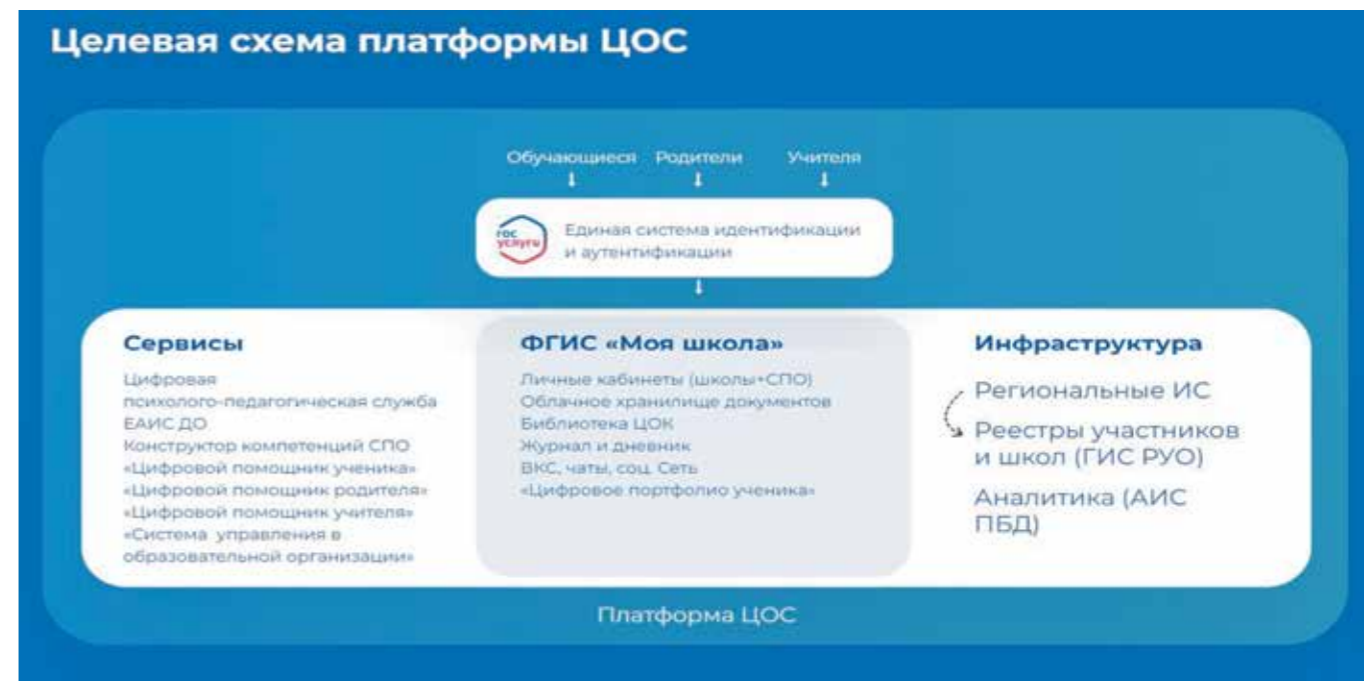 Целевая схема платформы ЦОС
Обучающиеся Родители Учителя
гос
услуги
Единая система идентификации
и аутентификации
Сервисы
Цифровая
психолого-педагогическая служба
ЕАИС ДО
Конструктор компетенций СПО
«Цифровой помощник ученика»
«Цифровой помощник родителя»
«Цифровой помощник учителя»
«Система управления в
образовательной организации»
ФГИС «Моя школа»
Личные кабинеты (школы+СПО)
Облачное хранилище документов
Библиотека ЦОК
Журнал и дневник
ВКС, чаты, соц. Сеть
«Цифровое портфолио ученика»
Инфраструктура
Региональные ИС
Реестры участников
и школ (ГИС РУО)
Аналитика (АИС
ПБД)
Платформа ЦОС